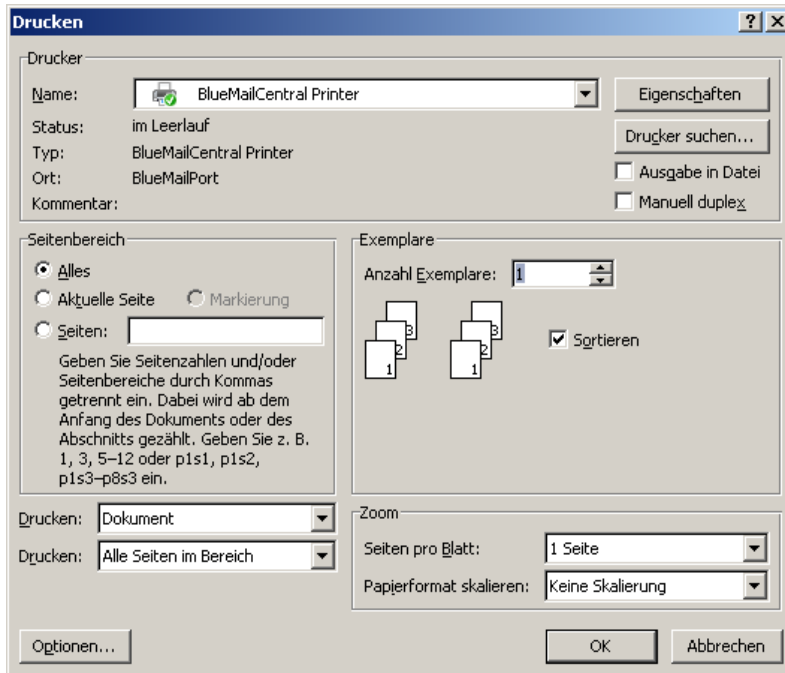 Drucken
Drucker
Name: BlueMailCentral Printer
Eigenschaften
Status: im Leerlauf
Drucker suchen...
Typ: BlueMailCentral Printer
Ort: BlueMailPort
Ausgabe in Datei
Kommentar:
Manuell duplex
Seitenbereich
Alles
Aktuelle Seite Markierung
Seiten:
Geben Sie Seitenzahlen und/oder
Seitenbereiche durch Kommas
getrennt ein. Dabei wird ab dem
Anfang des Dokuments oder des
Abschnitts gezählt. Geben Sie z. B.
1, 3, 5–12 oder p1s1, p1s2,
p1s3–p8s3 ein.
Exemplare
Anzahl Exemplare: 1
3 3
2 2
1 1
Sortieren
Drucken: Dokument
Drucken: Alle Seiten im Bereich
Zoom
Seiten pro Blatt: 1 Seite
Papierformat skalieren: Keine Skalierung
Optionen...
OK
Abbrechen